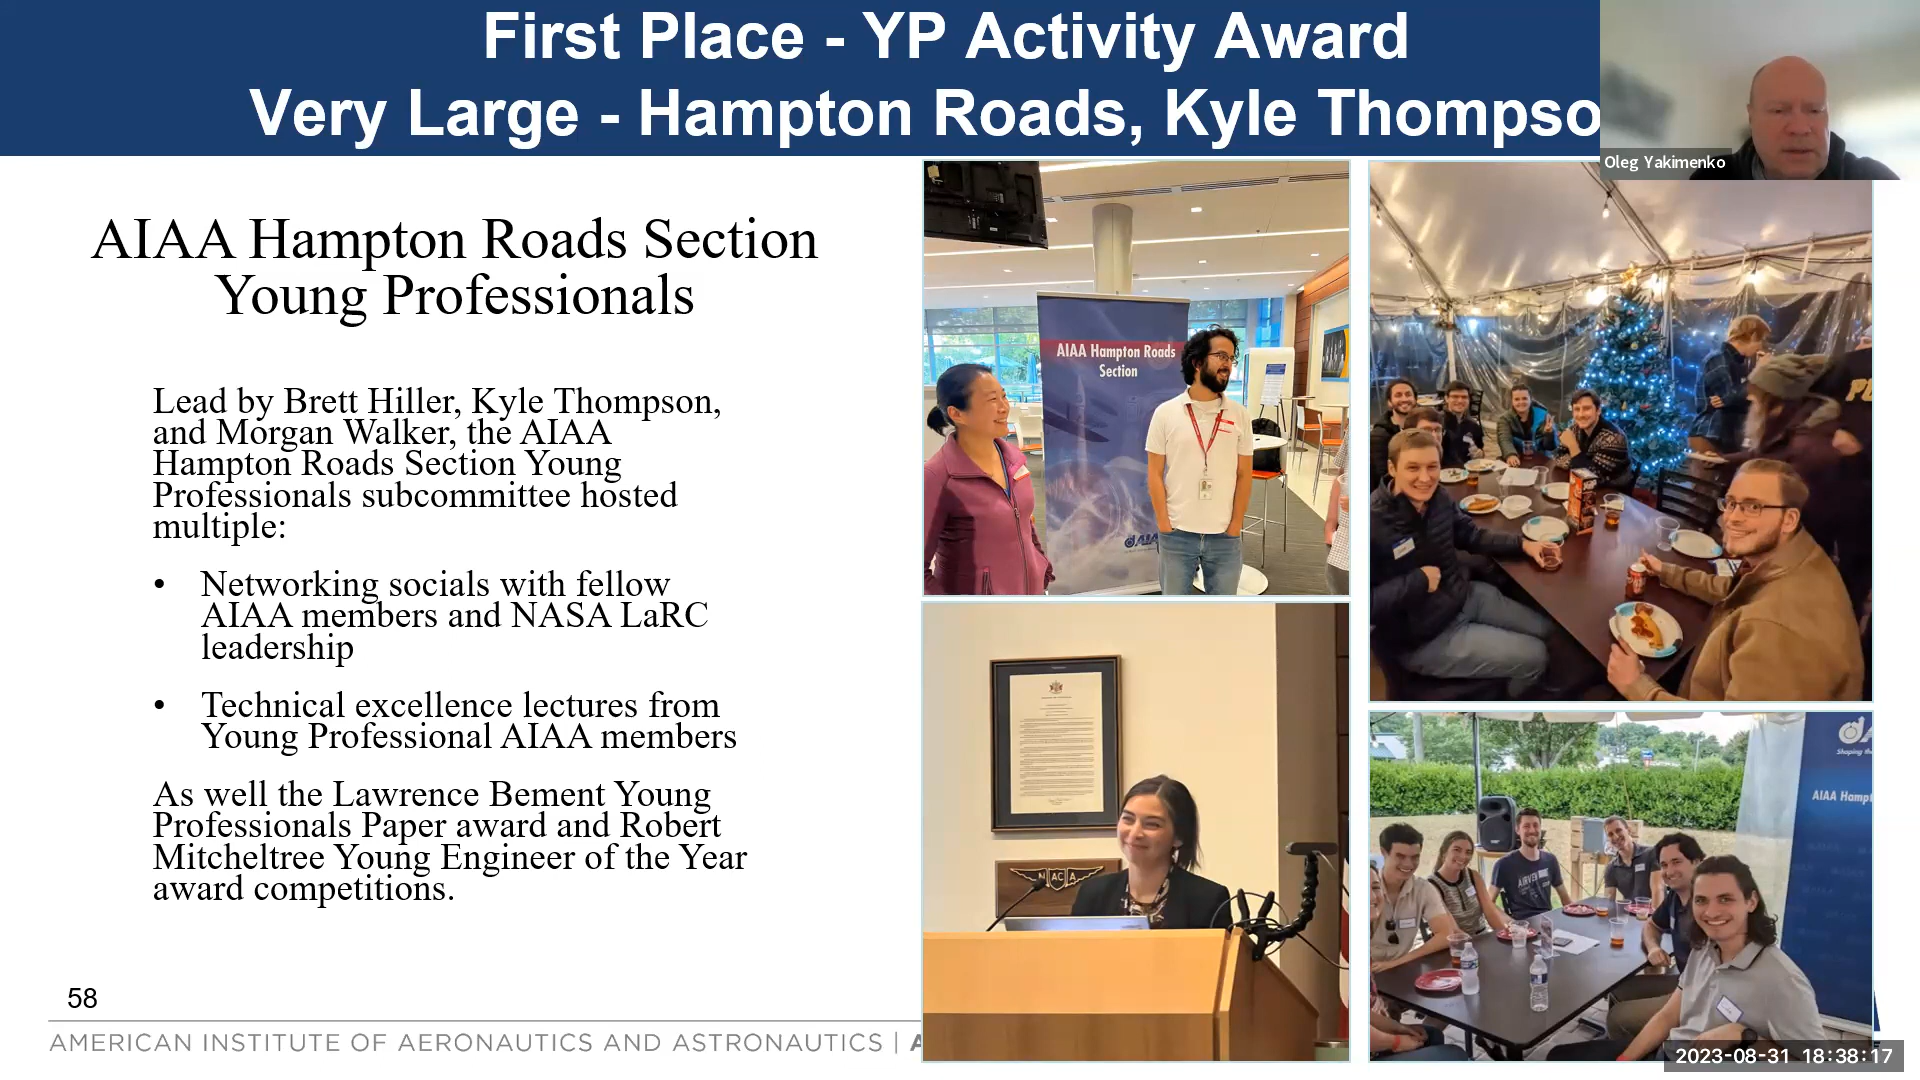 First Place - YP Activity Award
Very Large - Hampton Roads, Kyle Thompso
Oleg Yakimenko
AIAA Hampton Roads Section
Young Professionals
Lead by Brett Hiller, Kyle Thompson,
and Morgan Walker, the AIAA
Hampton Roads Section Young
Professionals subcommittee hosted
multiple:
• Networking socials with fellow
AIAA members and NASA LaRC
leadership
• Technical excellence lectures from
Young Professional AIAA members
As well the Lawrence Bement Young
Professionals Paper award and Robert
Mitcheltree Young Engineer of the Year
award competitions.
AIAA Hampton Roads
Section
NACA
Shaping the
AIAA Hampt
58
AMERICAN INSTITUTE OF AERONAUTICS AND ASTRONAUTICS | A
2023-08-31 18:38:17